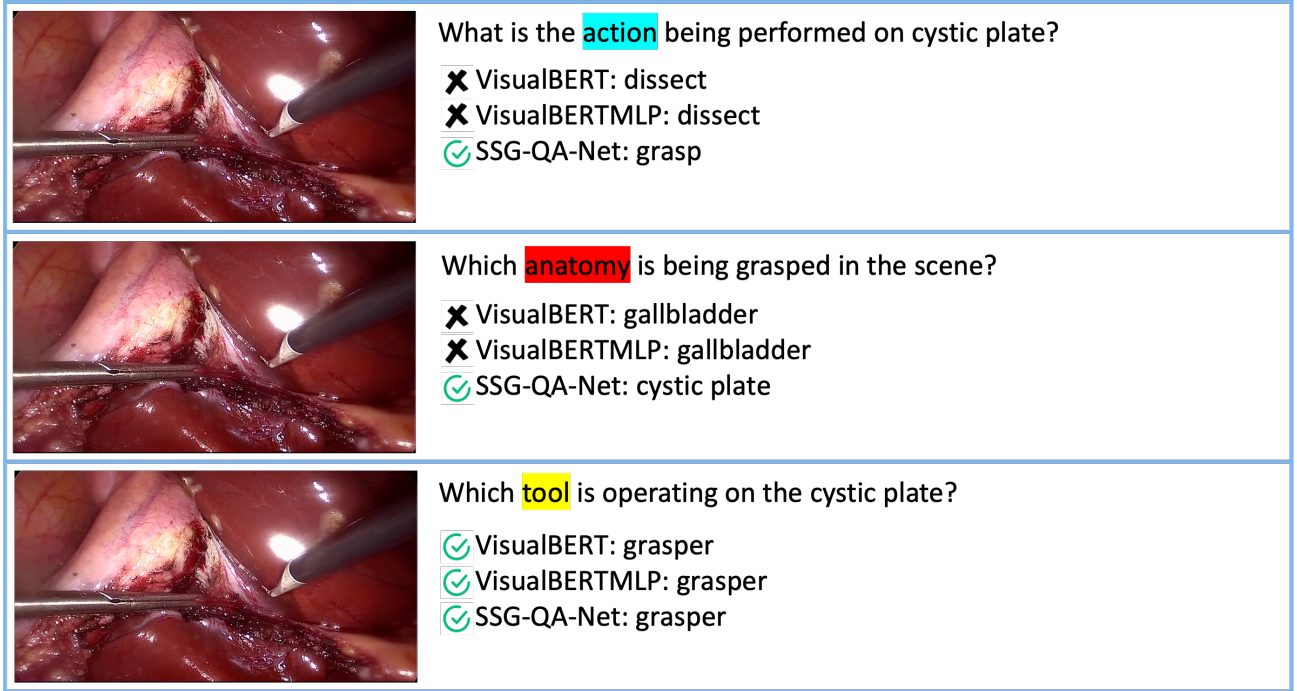 What is the action being performed on cystic plate?
VisualBERT: dissect
VisualBERTMLP: dissect
SSG-QA-Net: grasp
Which anatomy is being grasped in the scene?
VisualBERT: gallbladder
VisualBERTMLP: gallbladder
SSG-QA-Net: cystic plate
Which tool is operating on the cystic plate?
VisualBERT: grasper
VisualBERTMLP: grasper
SSG-QA-Net: grasper